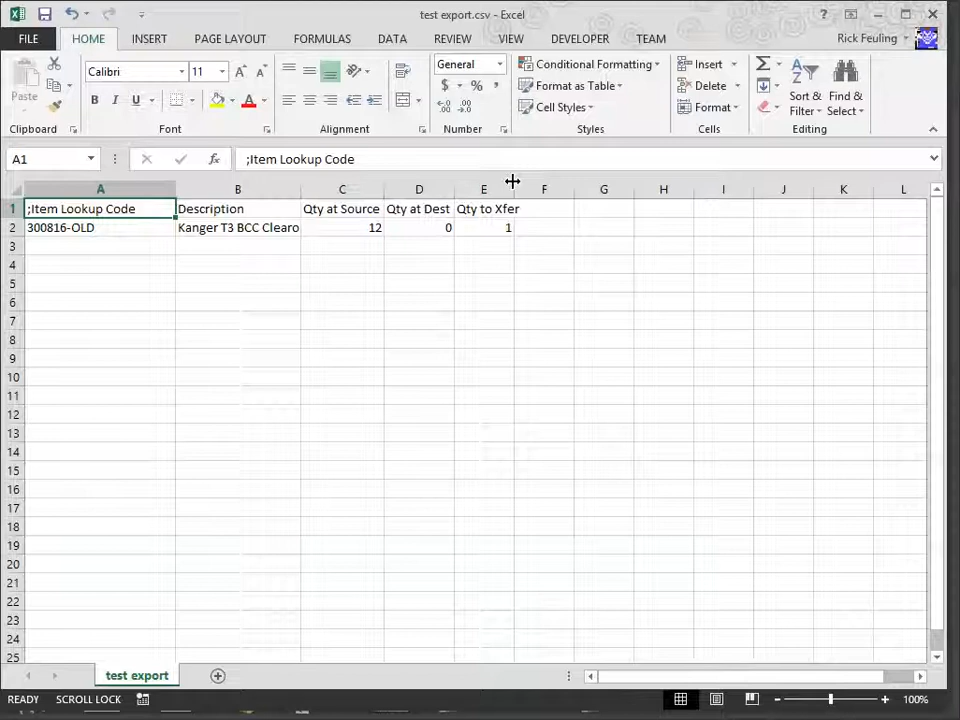 test export.csv - Excel
?
FILE HOME INSERT PAGE LAYOUT FORMULAS DATA REVIEW VIEW DEVELOPER TEAM Rick Feuling
Paste
Calibri 11 A A
B I U A
General
$ % ,
Conditional Formatting
Format as Table
Cell Styles
Insert
Delete
Format
Σ
Sort & Filter
Find & Select
Clipboard Font Alignment Number Styles Cells Editing
A1 fx ;Item Lookup Code
A B C D E F G H I J K L
1 ;Item Lookup Code Description Qty at Source Qty at Dest Qty to Xfer
2 300816-OLD Kanger T3 BCC Clearo 12 0 1
3
4
5
6
7
8
9
10
11
12
13
14
15
16
17
18
19
20
21
22
23
24
25
test export
READY SCROLL LOCK 100%